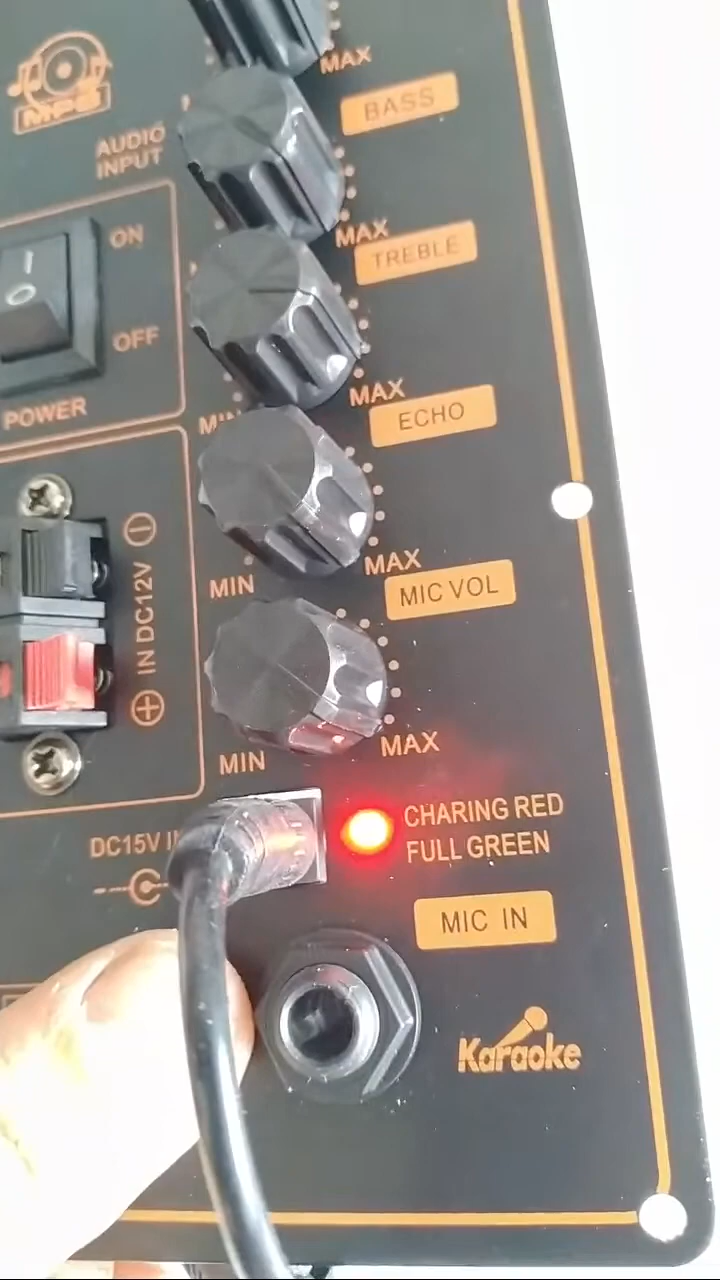 MAX
BASS
AUDIO
INPUT
MAX
TREBLE
ON
OFF
POWER
MAX
ECHO
MIN
MAX
MIC VOL
MIN
IN DC12V
MAX
MIN
CHARING RED
FULL GREEN
DC15V IN
MIC IN
Karaoke